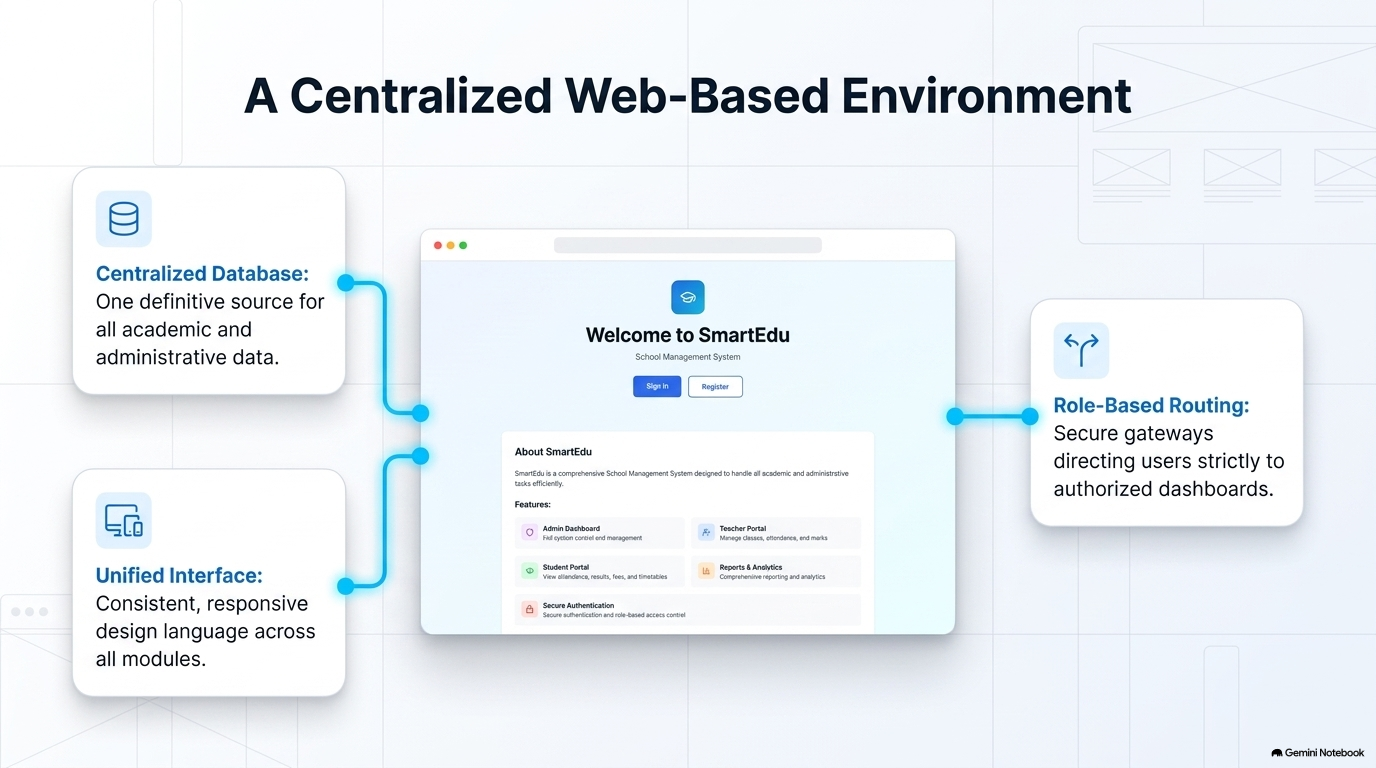 A Centralized Web-Based Environment
Centralized Database:
One definitive source for
all academic and
administrative data.
Unified Interface:
Consistent, responsive
design language across
all modules.
Welcome to SmartEdu
School Management System
Sign In
Register
About SmartEdu
SmartEdu is a comprehensive School Management System designed to handle all academic and administrative
tasks efficiently.
Features:
Admin Dashboard
Full system control end management
Tescher Portal
Manage classes, attendance, and marks
Student Portal
View allandance, results, fees, and timetables
Reports & Analytics
Comprehensive reporting and analytics
Secure Authentication
Secure authentication and role-based access control
Role-Based Routing:
Secure gateways
directing users strictly to
authorized dashboards.
Gemini Notebook